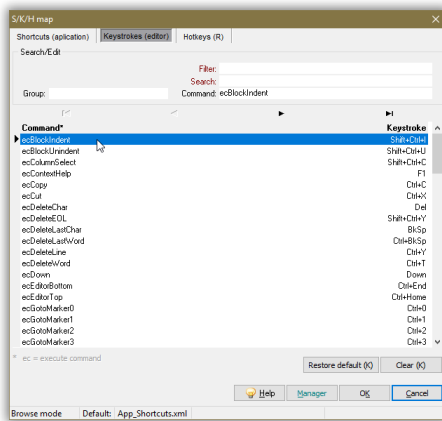 S/K/H map
Shortcuts (aplication) Keystrokes (editor) Hotkeys (R)
Search/Edit
Filter:
Search:
Group: Command: ecBlockIndent
Command* Keystroke
ecBlockIndent Shift+Ctrl+I
ecBlockUnindent Shift+Ctrl+U
ecColumnSelect Shift+Ctrl+C
ecContextHelp F1
ecCopy Ctrl+C
ecCut Ctrl+X
ecDeleteChar Del
ecDeleteEOL Shift+Ctrl+Y
ecDeleteLastChar BkSp
ecDeleteLastWord Ctrl+BkSp
ecDeleteLine Ctrl+Y
ecDeleteWord Ctrl+T
ecDown Down
ecEditorBottom Ctrl+End
ecEditorTop Ctrl+Home
ecGotoMarker0 Ctrl+0
ecGotoMarker1 Ctrl+1
ecGotoMarker2 Ctrl+2
ecGotoMarker3 Ctrl+3
* ec = execute command
Restore default (K) Clear (K)
Help Manager OK Cancel
Browse mode Default: App_Shortcuts.xml